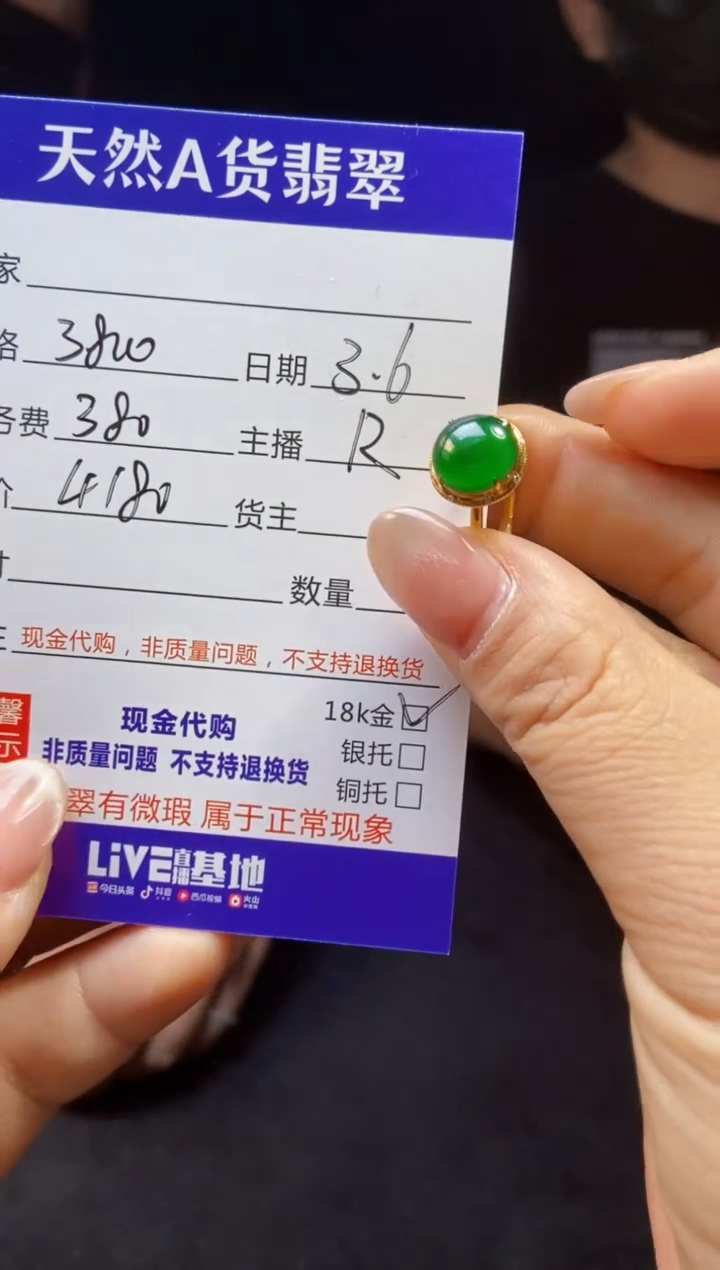 天然A货翡翠
家
格 3800
日期 3.6
务费 380
主播 R
价 4180
货主
数量
现金代购，非质量问题，不支持退换货
18k金
馨
示
现金代购
非质量问题 不支持退换货
银托
铜托
翠有微瑕 属于正常现象
LiVE直播基地
今日头条 抖音 西瓜视频 火山